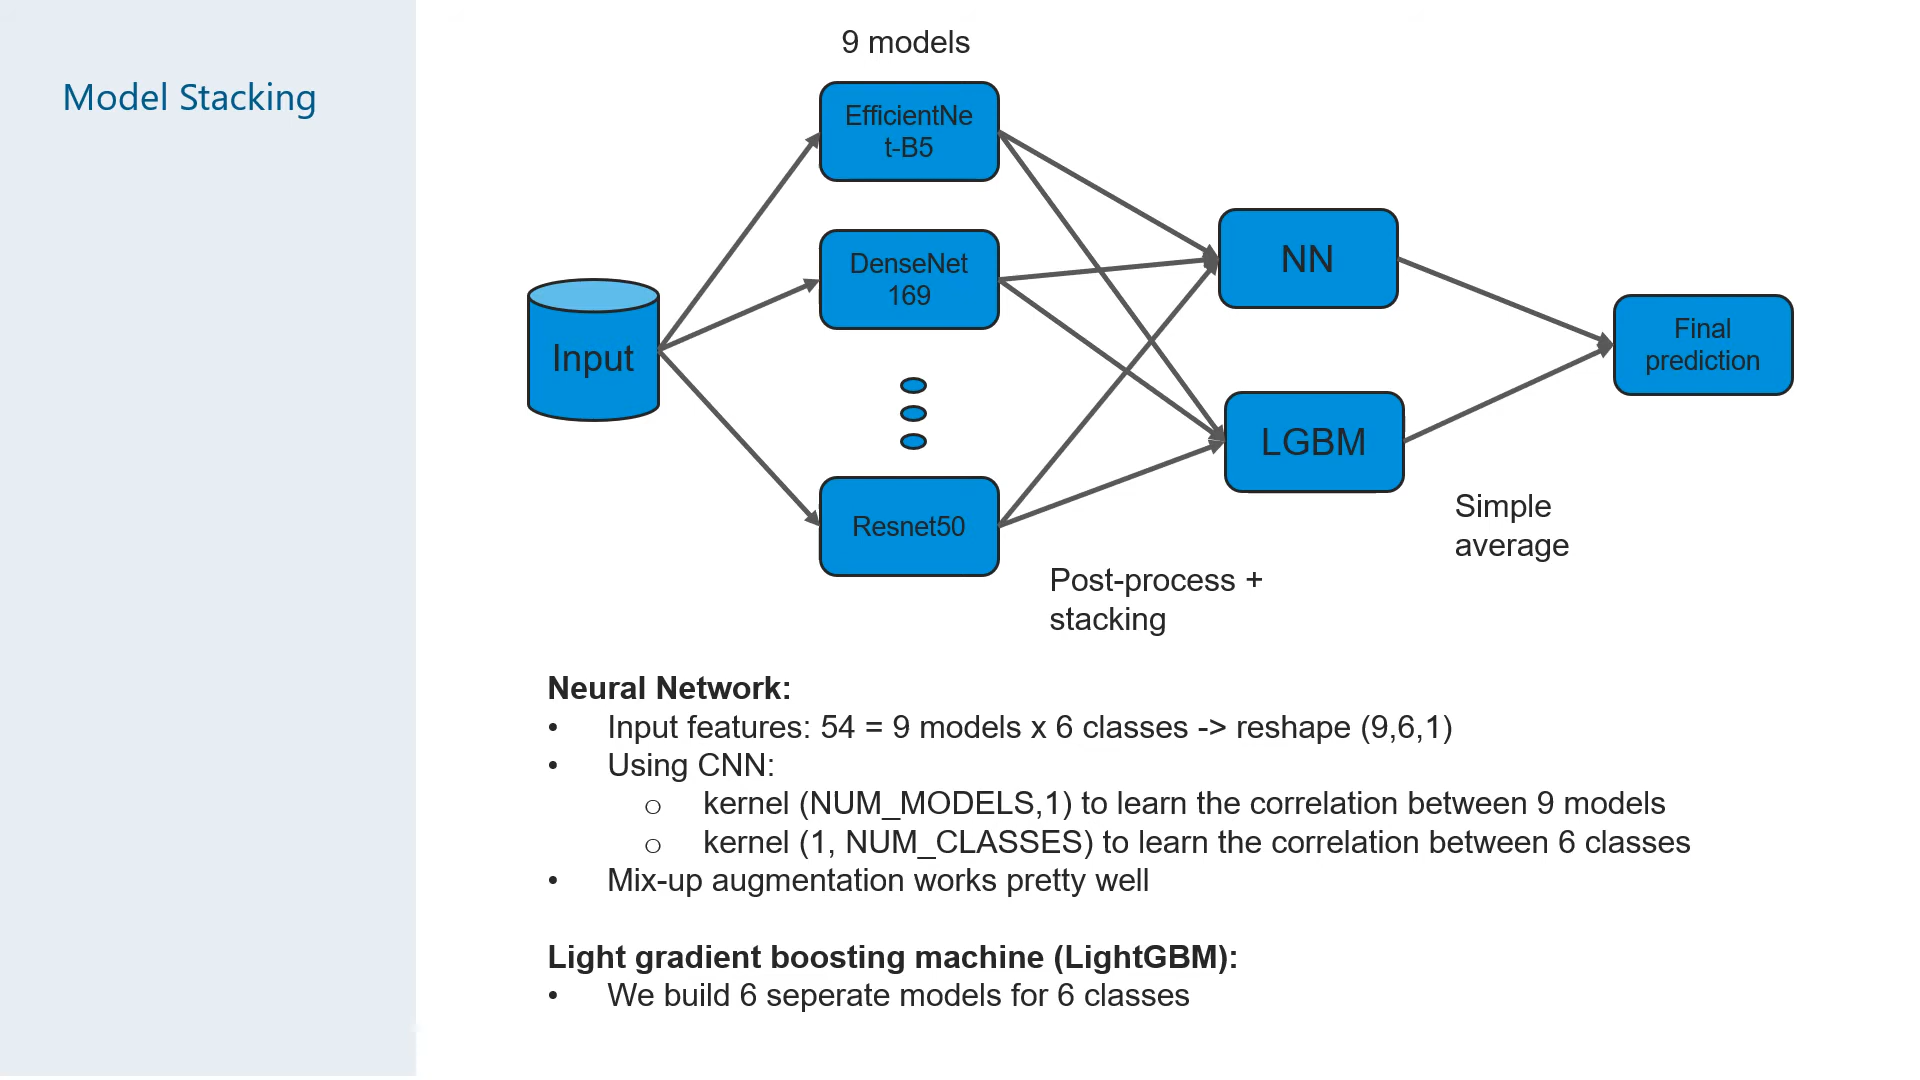 Model Stacking
9 models
EfficientNe
t-B5
DenseNet
169
Input
Resnet50
NN
LGBM
Final
prediction
Simple
average
Post-process +
stacking
Neural Network:
• Input features: 54 = 9 models x 6 classes -> reshape (9,6,1)
• Using CNN:
o kernel (NUM_MODELS,1) to learn the correlation between 9 models
o kernel (1, NUM_CLASSES) to learn the correlation between 6 classes
• Mix-up augmentation works pretty well
Light gradient boosting machine (LightGBM):
• We build 6 seperate models for 6 classes